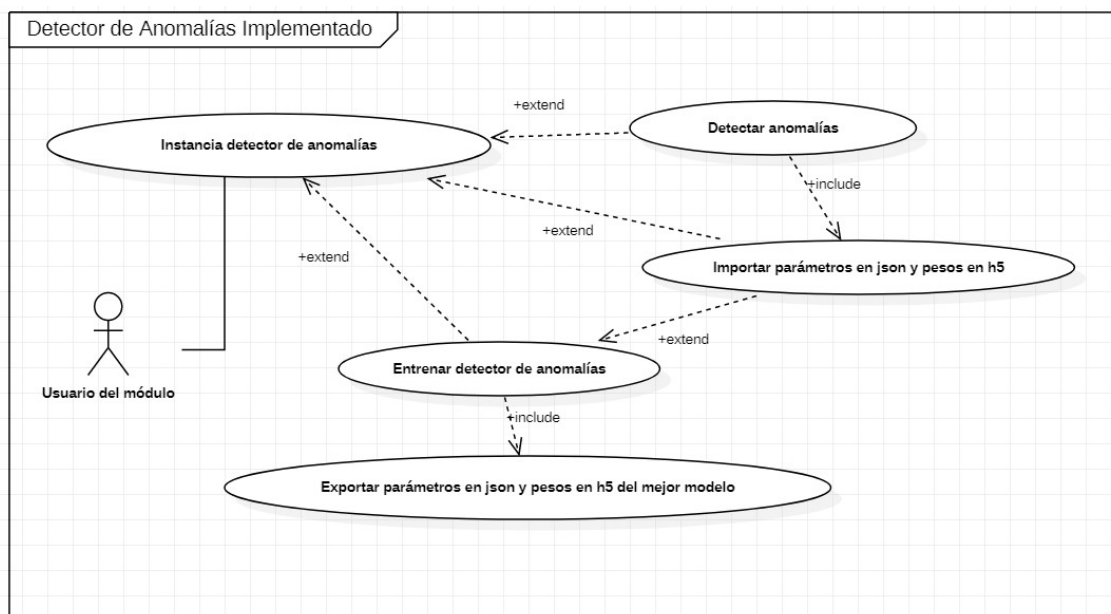 Detector de Anomalías Implementado
+extend
Detectar anomalías
Instancia detector de anomalías
+include
+extend
+extend
Importar parámetros en json y pesos en h5
+extend
Entrenar detector de anomalías
Usuario del módulo
+include
Exportar parámetros en json y pesos en h5 del mejor modelo